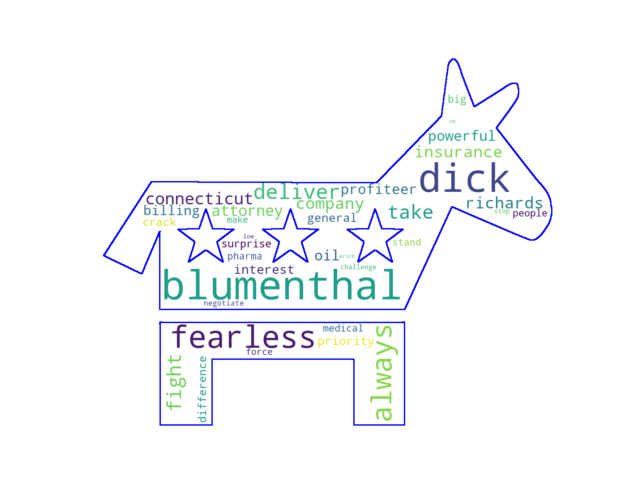 big
us
powerful
insurance
dick
connecticut deliver profiteer richards
billing attorney company take stop people
crack make general
low surprise stand
pharma oil price
interest challenge
blumenthal
negotiate
fearless medical
priority
force
fight difference always